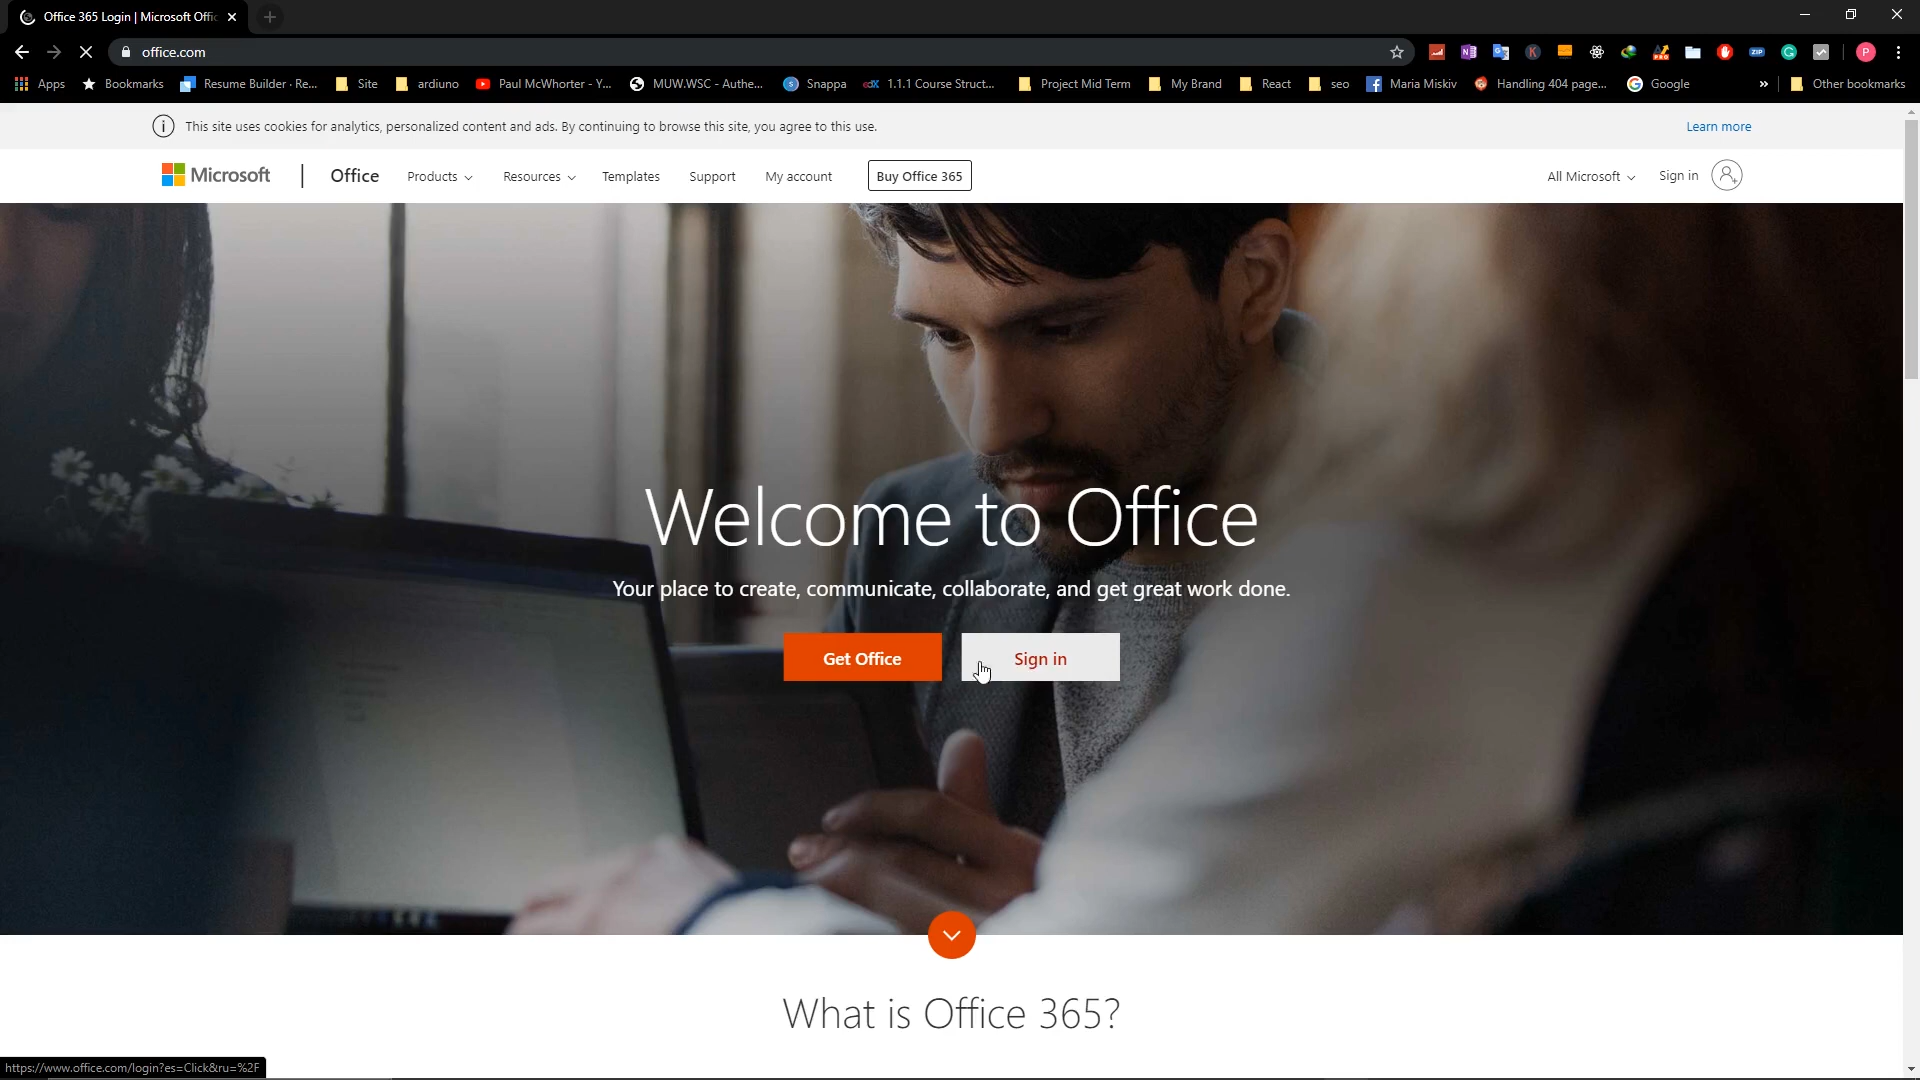 Office 365 Login | Microsoft Offic
office.com
Apps Bookmarks Resume Builder · Re... Site ardiuno Paul McWhorter - Y... MUW.WSC - Authe... Snappa edX 1.1.1 Course Struct... Project Mid Term My Brand React seo Maria Miskiv Handling 404 page... Google » Other bookmarks
This site uses cookies for analytics, personalized content and ads. By continuing to browse this site, you agree to this use. Learn more
Microsoft | Office Products Resources Templates Support My account Buy Office 365 All Microsoft Sign in
Welcome to Office
Your place to create, communicate, collaborate, and get great work done.
Get Office Sign in
What is Office 365?
https://www.office.com/login?es=Click&ru=%2F